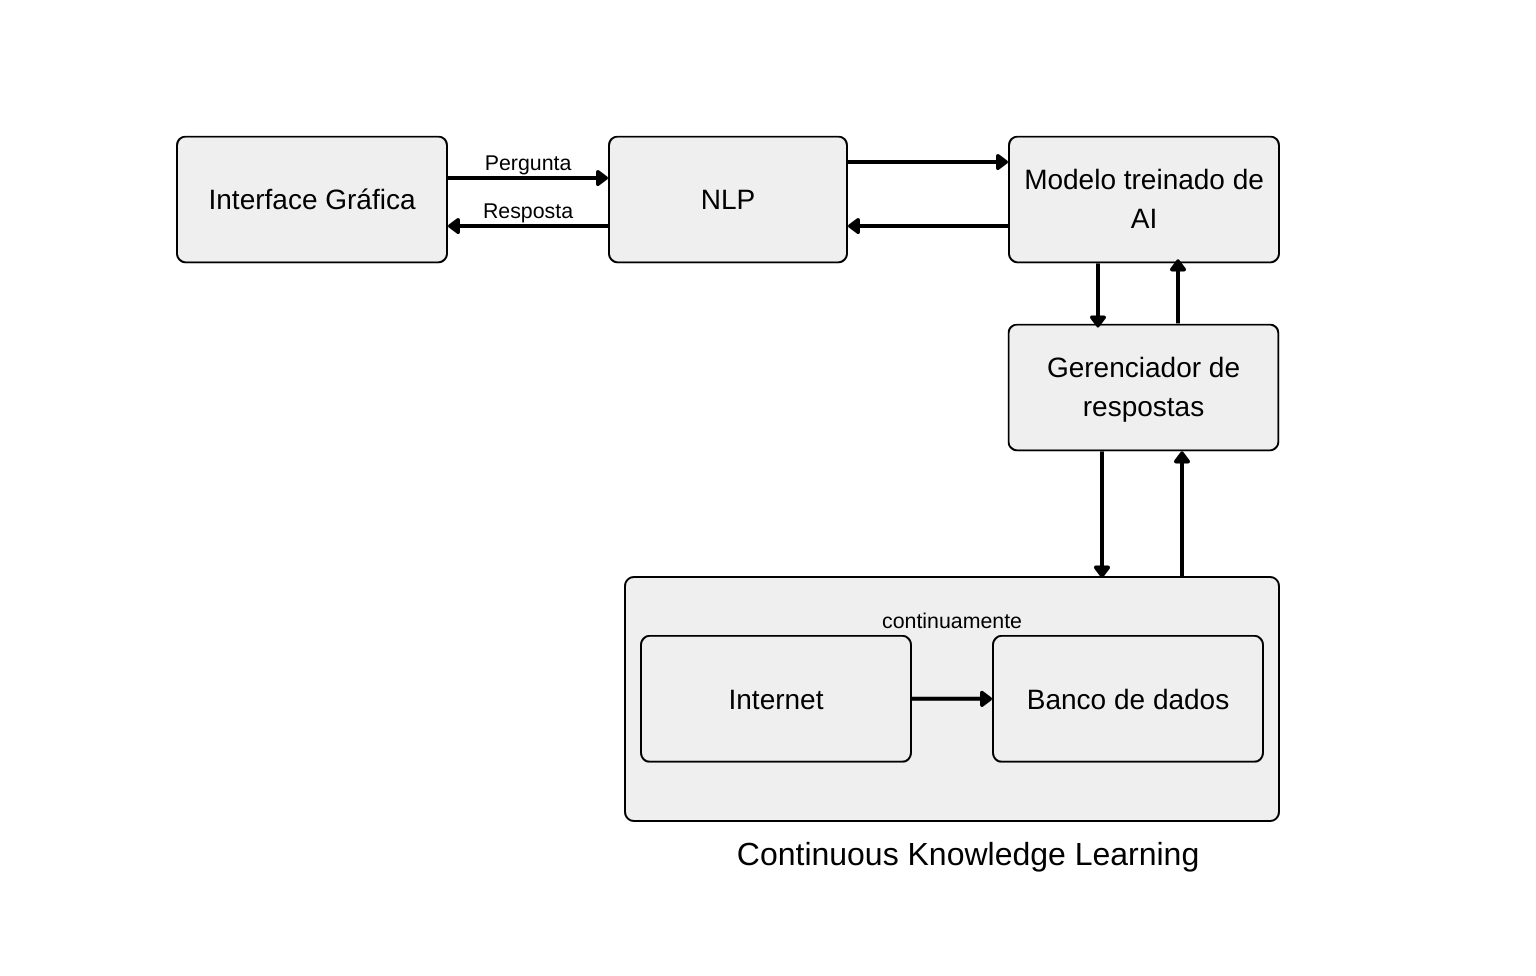 Interface Gráfica
Pergunta
Resposta
NLP
Modelo treinado de
AI
Gerenciador de
respostas
continuamente
Internet
Banco de dados
Continuous Knowledge Learning